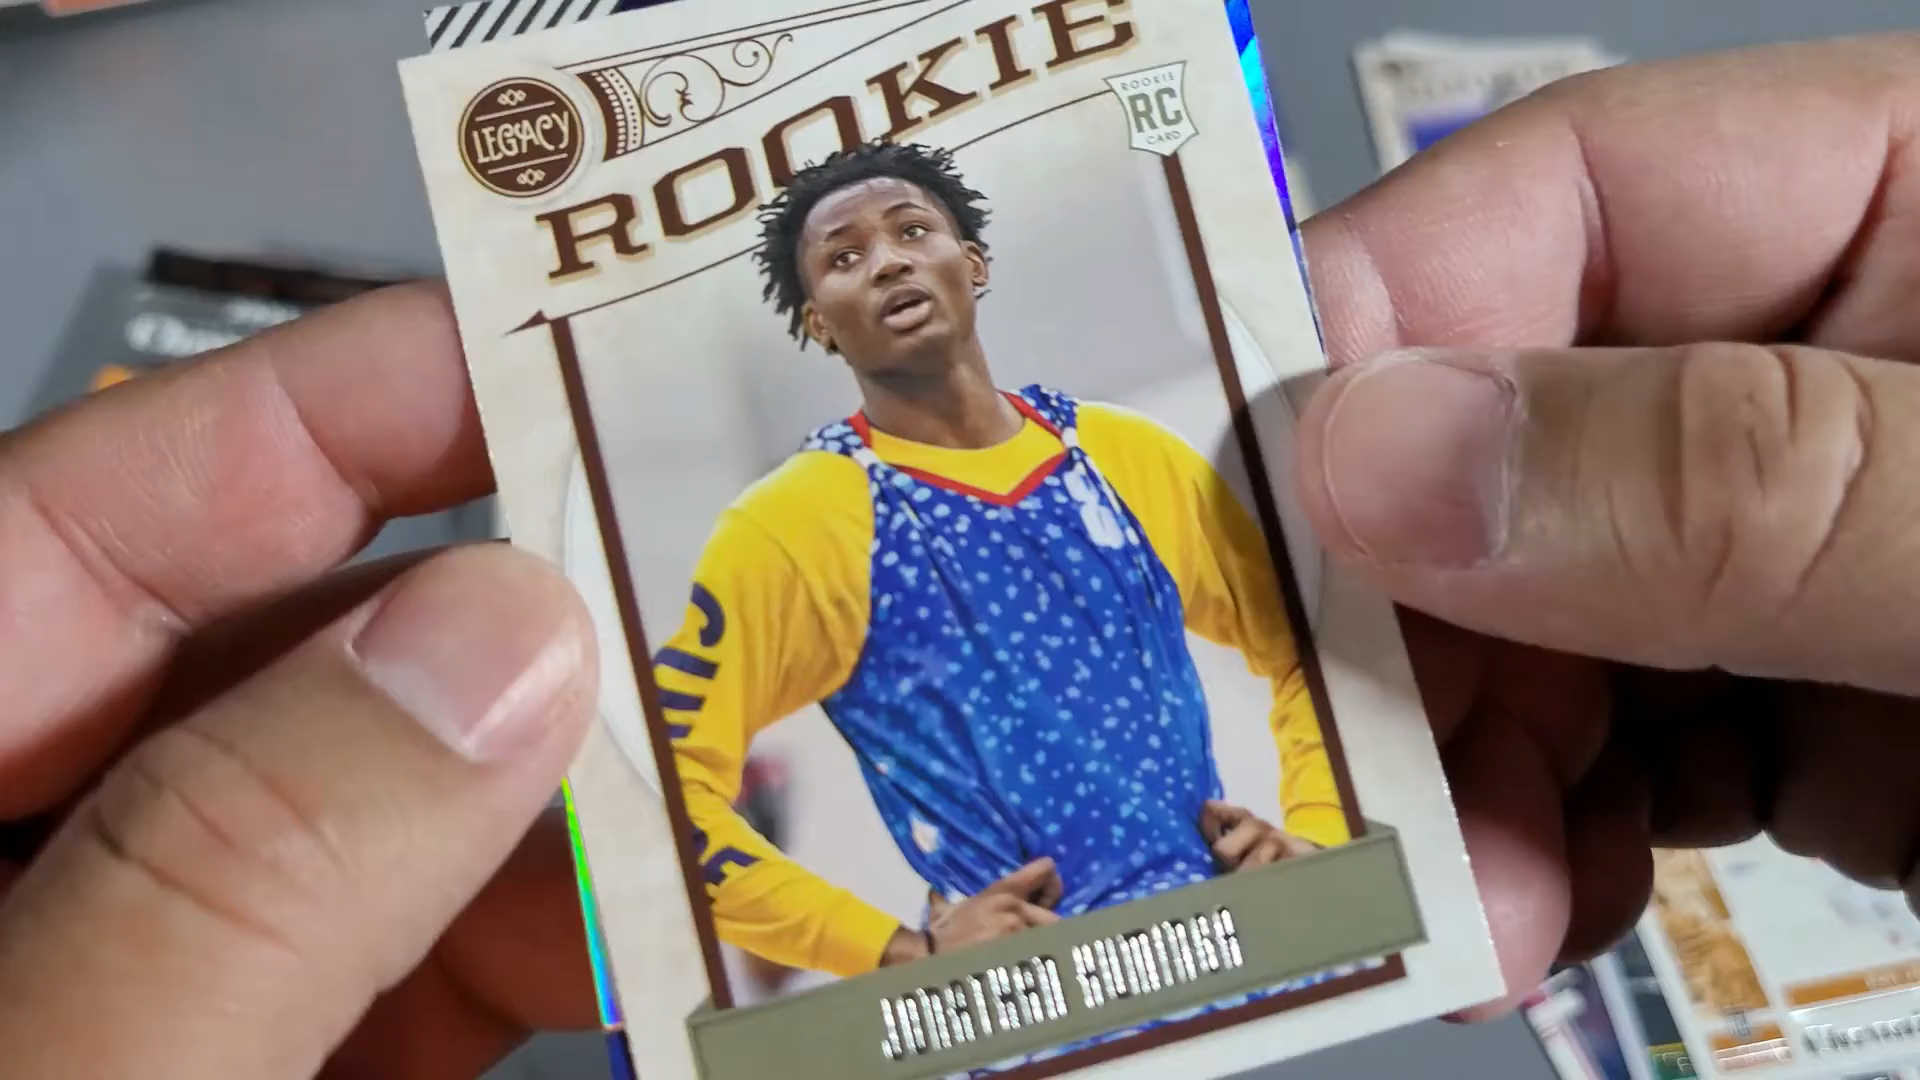 LEGACY
ROOKIE
ROOKIE
RC
CARD
JONATHAN KUMINGA